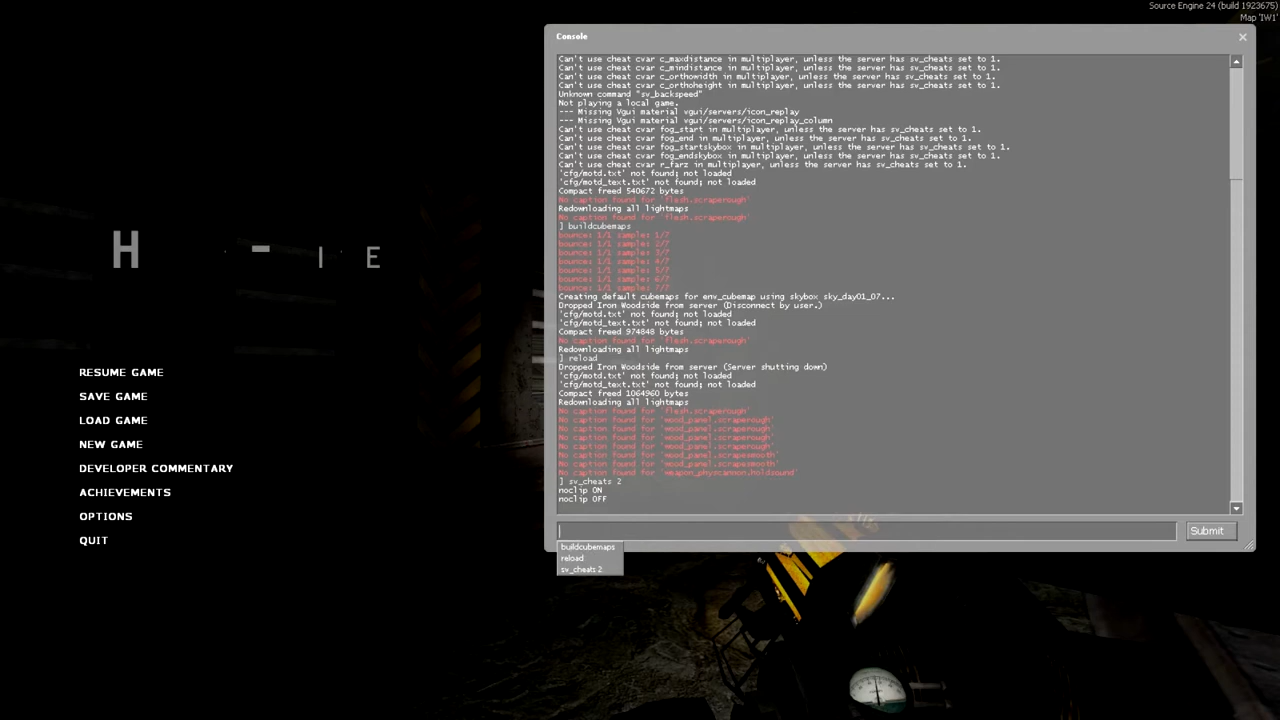 Source Engine 24 (build 1923675)
Map 'IW1'
Console
Can't use cheat cvar c_maxdistance in multiplayer, unless the server has sv_cheats set to 1.
Can't use cheat cvar c_mindistance in multiplayer, unless the server has sv_cheats set to 1.
Can't use cheat cvar c_orthowidth in multiplayer, unless the server has sv_cheats set to 1.
Can't use cheat cvar c_orthoheight in multiplayer, unless the server has sv_cheats set to 1.
Unknown command "sv_backspeed"
Not playing a local game.
--- Missing Vgui material vgui/servers/icon_replay
--- Missing Vgui material vgui/servers/icon_replay_column
Can't use cheat cvar fog_start in multiplayer, unless the server has sv_cheats set to 1.
Can't use cheat cvar fog_end in multiplayer, unless the server has sv_cheats set to 1.
Can't use cheat cvar fog_startskybox in multiplayer, unless the server has sv_cheats set to 1.
Can't use cheat cvar fog_endskybox in multiplayer, unless the server has sv_cheats set to 1.
Can't use cheat cvar r_farz in multiplayer, unless the server has sv_cheats set to 1.
'cfg/motd.txt' not found; not loaded
'cfg/motd_text.txt' not found; not loaded
Compact freed 540672 bytes
No caption found for 'flesh.scraperough'
Redownloading all lightmaps
No caption found for 'flesh.scraperough'
] buildcubemaps
bounce: 1/1 sample: 1/7
bounce: 1/1 sample: 2/7
bounce: 1/1 sample: 3/7
bounce: 1/1 sample: 4/7
bounce: 1/1 sample: 5/7
bounce: 1/1 sample: 6/7
bounce: 1/1 sample: 7/7
Creating default cubemaps for env_cubemap using skybox sky_day01_07...
Dropped Iron Woodside from server (Disconnect by user.)
'cfg/motd.txt' not found; not loaded
'cfg/motd_text.txt' not found; not loaded
Compact freed 974848 bytes
No caption found for 'flesh.scraperough'
Redownloading all lightmaps
] reload
Dropped Iron Woodside from server (Server shutting down)
'cfg/motd.txt' not found; not loaded
'cfg/motd_text.txt' not found; not loaded
Compact freed 1064960 bytes
Redownloading all lightmaps
No caption found for 'flesh.scraperough'
No caption found for 'wood_panel.scraperough'
No caption found for 'wood_panel.scraperough'
No caption found for 'wood_panel.scraperough'
No caption found for 'wood_panel.scraperough'
No caption found for 'wood_panel.scrapesmooth'
No caption found for 'wood_panel.scrapesmooth'
No caption found for 'weapon_physcannon.holdsound'
] sv_cheats 2
noclip ON
noclip OFF
Submit
buildcubemaps
reload
sv_cheats 2
H - I E
RESUME GAME
SAVE GAME
LOAD GAME
NEW GAME
DEVELOPER COMMENTARY
ACHIEVEMENTS
OPTIONS
QUIT